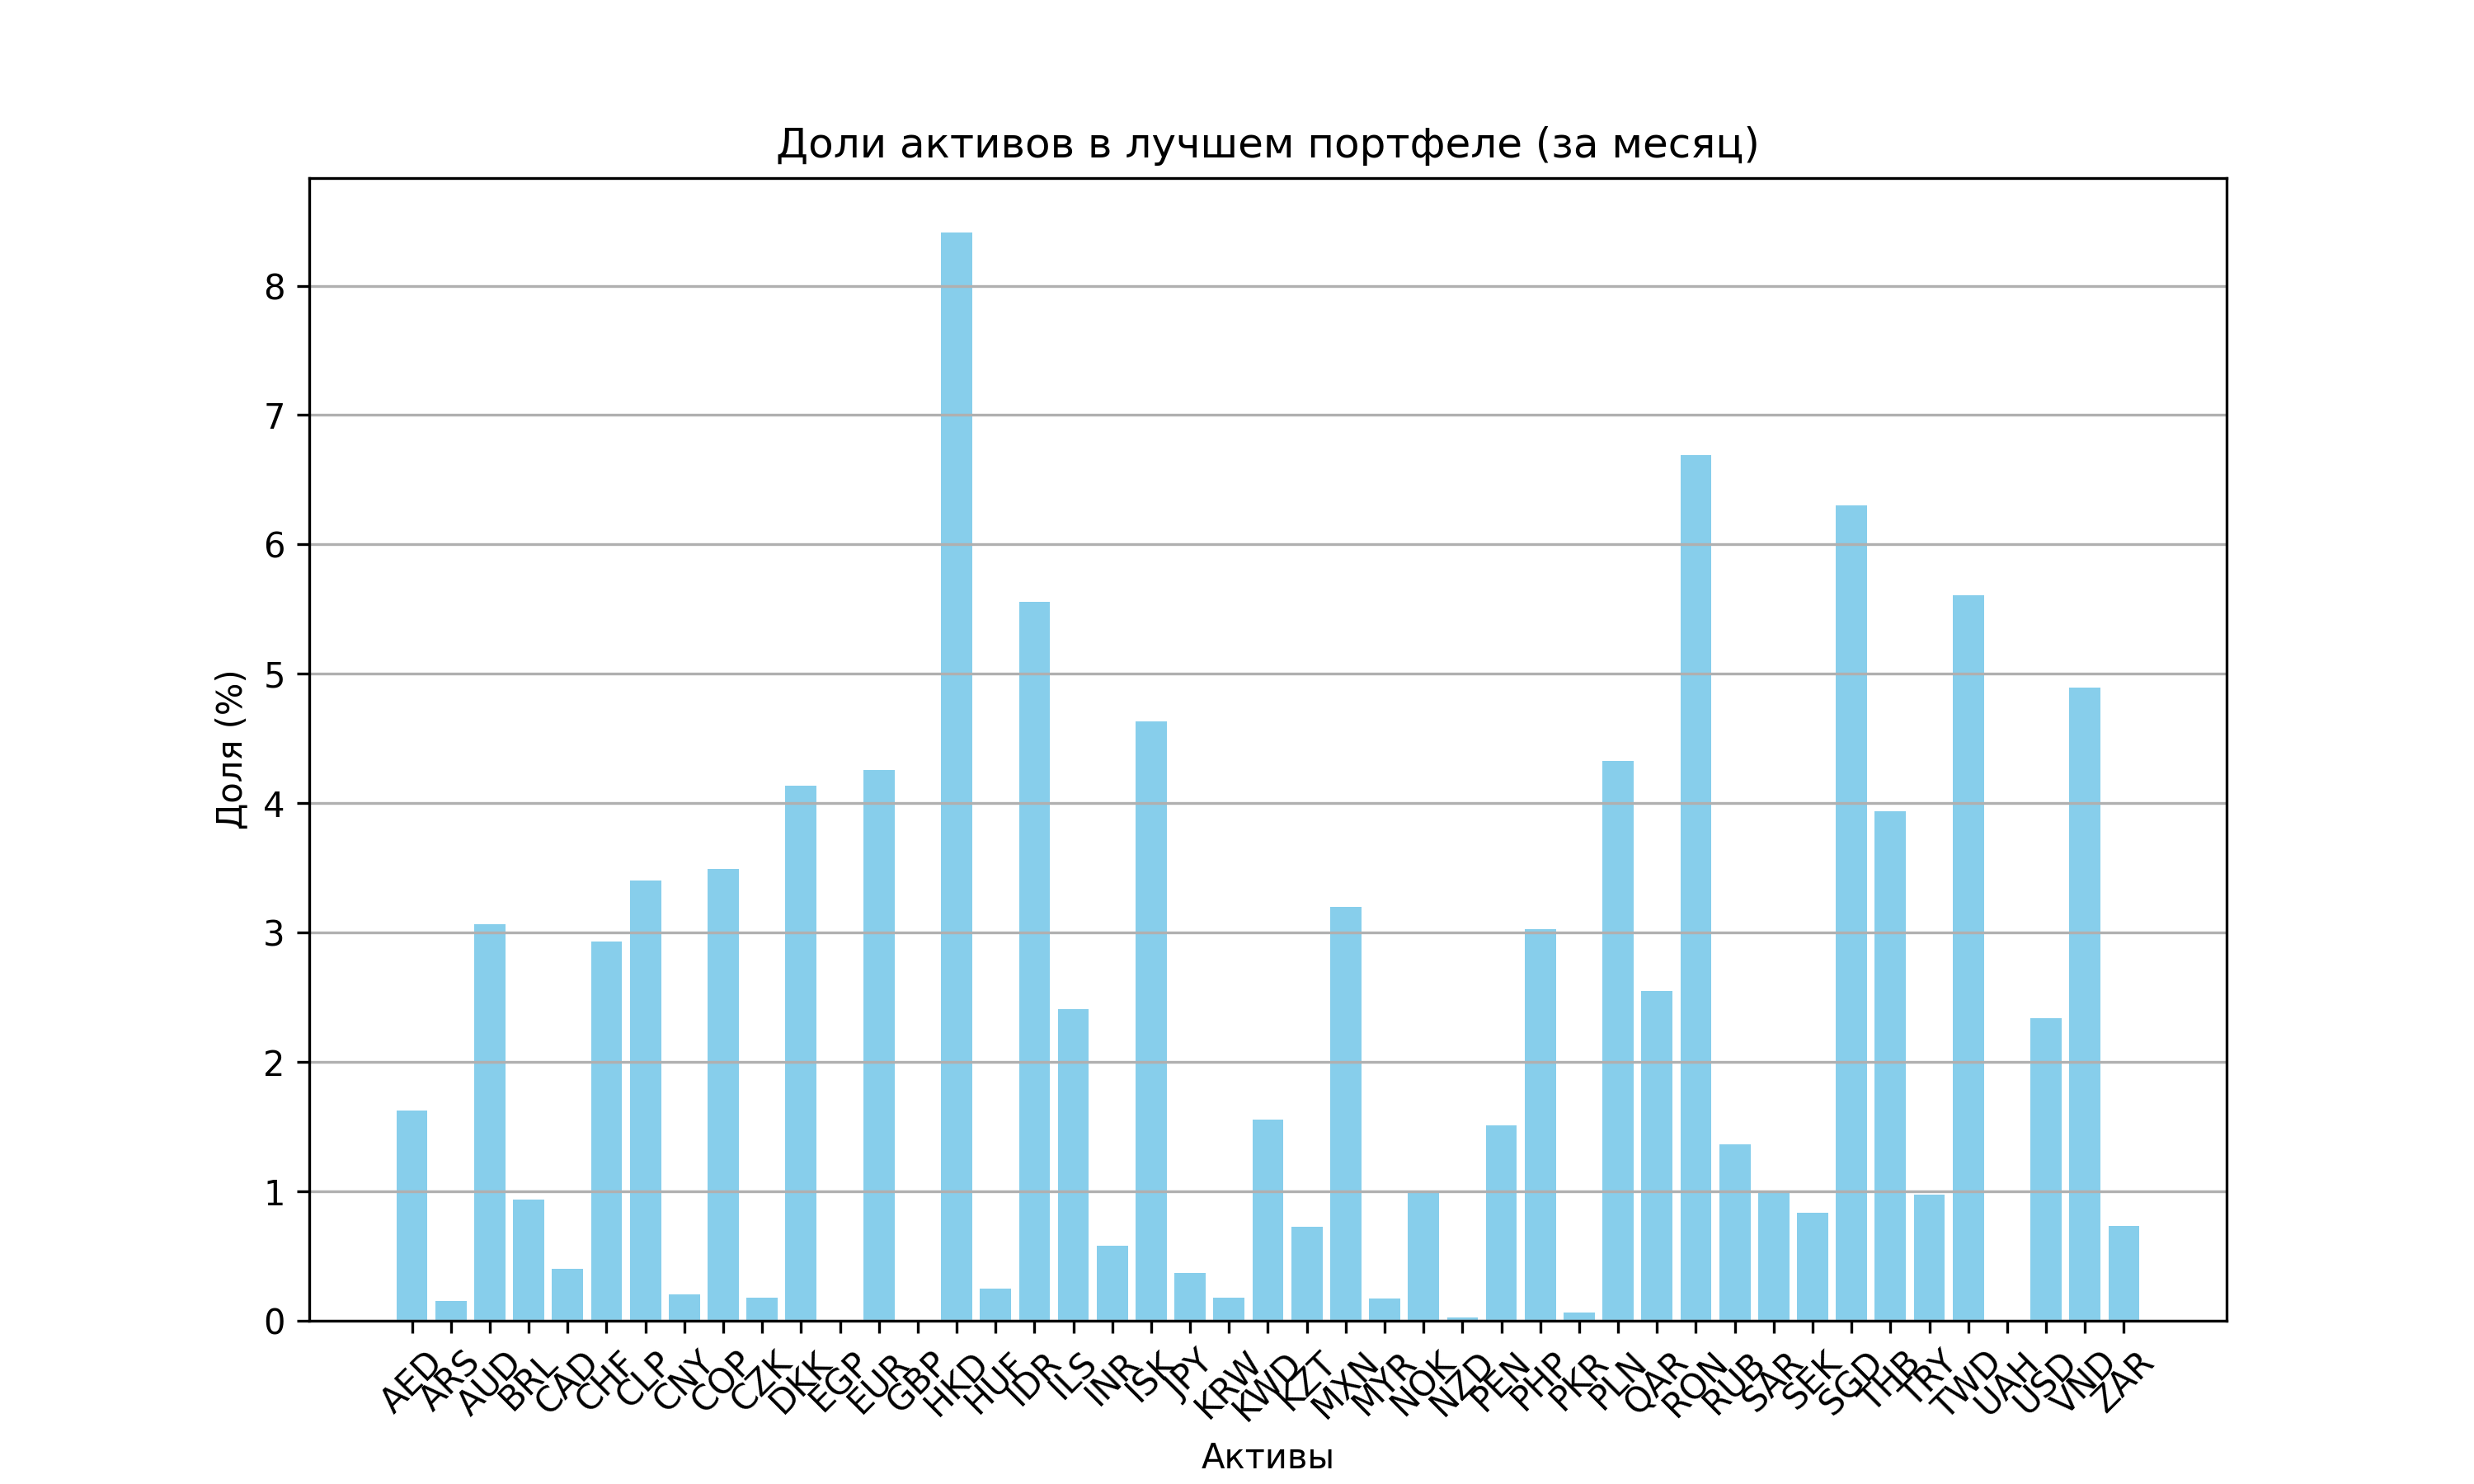 Доли активов в лучшем портфеле (за месяц)
Доля (%)
8
7
6
5
4
3
2
1
0
AED ARS AUD BRL CAD CHF CLP CNY COP CZK DKK EGP EUR GBP HKD HUF IDR ILS INR ISK JPY KRW KWD KZT MXN MYR NOK NZD PEN PHP PKR PLN QAR RON RUB SAR SEK SGD THB TRY TWD UAH USD VND ZAR
Активы